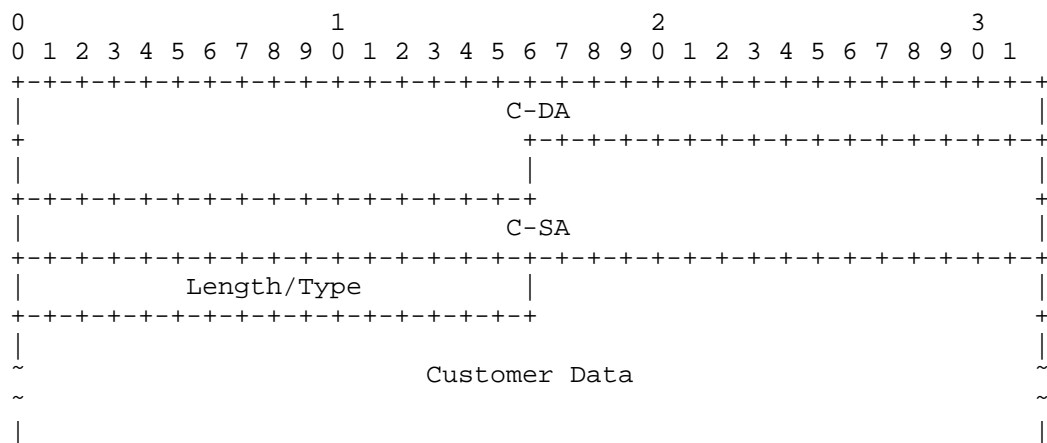 0                   1                   2                   3
0 1 2 3 4 5 6 7 8 9 0 1 2 3 4 5 6 7 8 9 0 1 2 3 4 5 6 7 8 9 0 1
+-+-+-+-+-+-+-+-+-+-+-+-+-+-+-+-+-+-+-+-+-+-+-+-+-+-+-+-+-+-+-+-+
|                              C-DA                             |
+                               +-+-+-+-+-+-+-+-+-+-+-+-+-+-+-+-+
|                               |                               |
+-+-+-+-+-+-+-+-+-+-+-+-+-+-+-+-+                               +
|                              C-SA                             |
+-+-+-+-+-+-+-+-+-+-+-+-+-+-+-+-+-+-+-+-+-+-+-+-+-+-+-+-+-+-+-+-+
|          Length/Type          |                               |
+-+-+-+-+-+-+-+-+-+-+-+-+-+-+-+-+                               +
|                                                               |
~                         Customer Data                         ~
~                                                               ~
|                                                               |